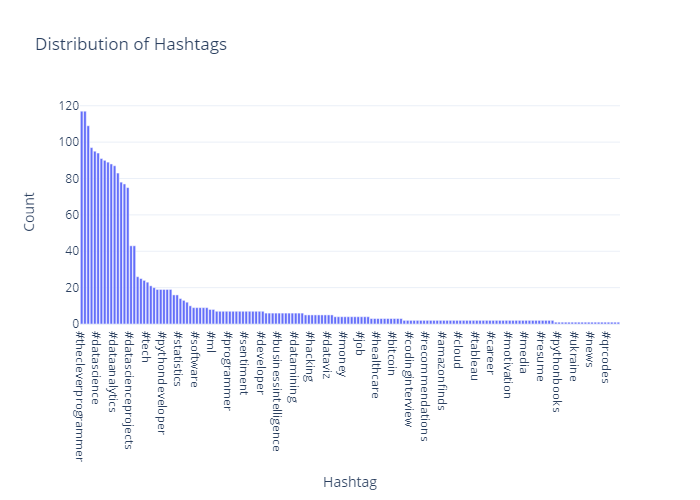 Distribution of Hashtags
120
100
80
60
40
20
0
Count
#thecleverprogrammer
#datascience
#dataanalytics
#datascienceprojects
#tech
#pythondeveloper
#statistics
#software
#ml
#programmer
#sentiment
#developer
#businessintelligence
#datamining
#hacking
#dataviz
#money
#job
#healthcare
#bitcoin
#codinginterview
#recommendations
#amazonfinds
#cloud
#tableau
#career
#motivation
#media
#resume
#pythonbooks
#ukraine
#news
#qrcodes
Hashtag